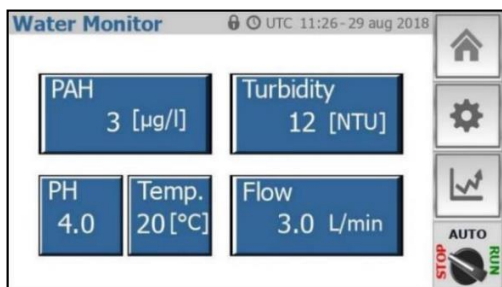 Water Monitor UTC 11:26-29 aug 2018
PAH
3 [µg/l]
Turbidity
12 [NTU]
PH
4.0
Temp.
20[°C]
Flow
3.0 L/min
AUTO
STOP
RUN